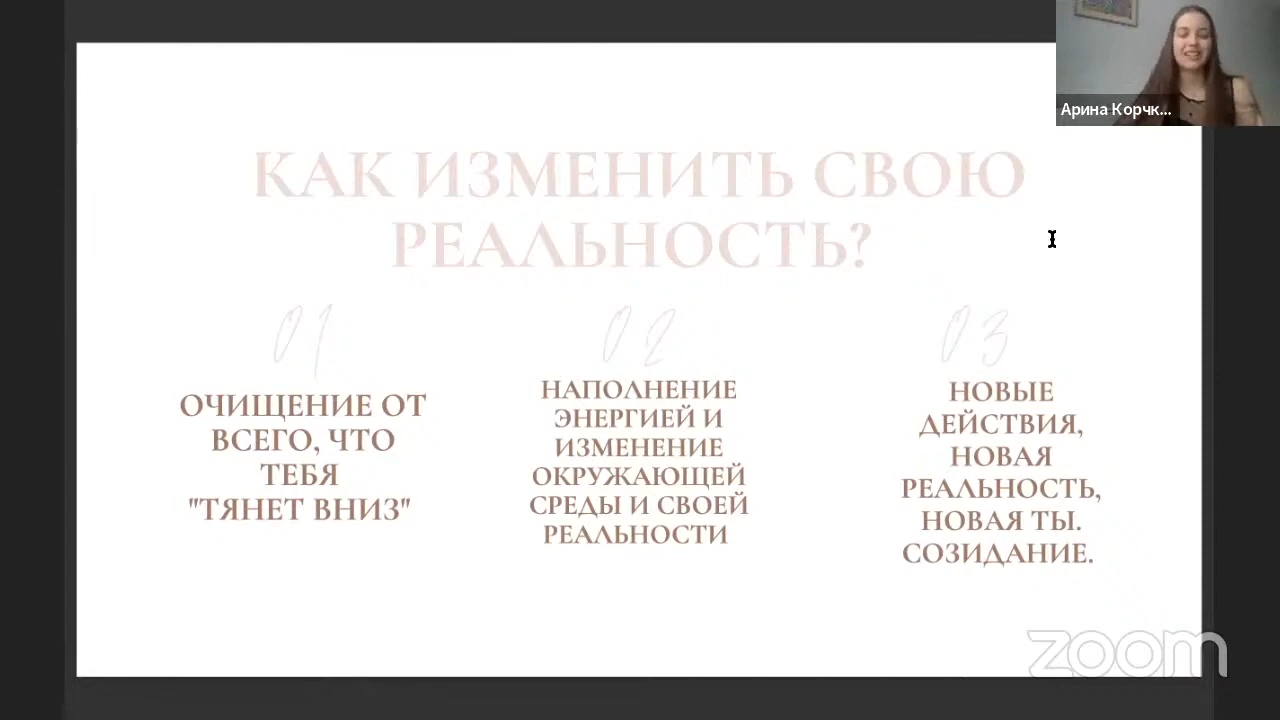 Арина Корчк...
КАК ИЗМЕНИТЬ СВОЮ
РЕАЛЬНОСТЬ?
01
ОЧИЩЕНИЕ ОТ
ВСЕГО, ЧТО
ТЕБЯ
"ТЯНЕТ ВНИЗ"
02
НАПОЛНЕНИЕ
ЭНЕРГИЕЙ И
ИЗМЕНЕНИЕ
ОКРУЖАЮЩЕЙ
СРЕДЫ И СВОЕЙ
РЕАЛЬНОСТИ
03
НОВЫЕ
ДЕЙСТВИЯ,
НОВАЯ
РЕАЛЬНОСТЬ,
НОВАЯ ТЫ.
СОЗИДАНИЕ.
zoom